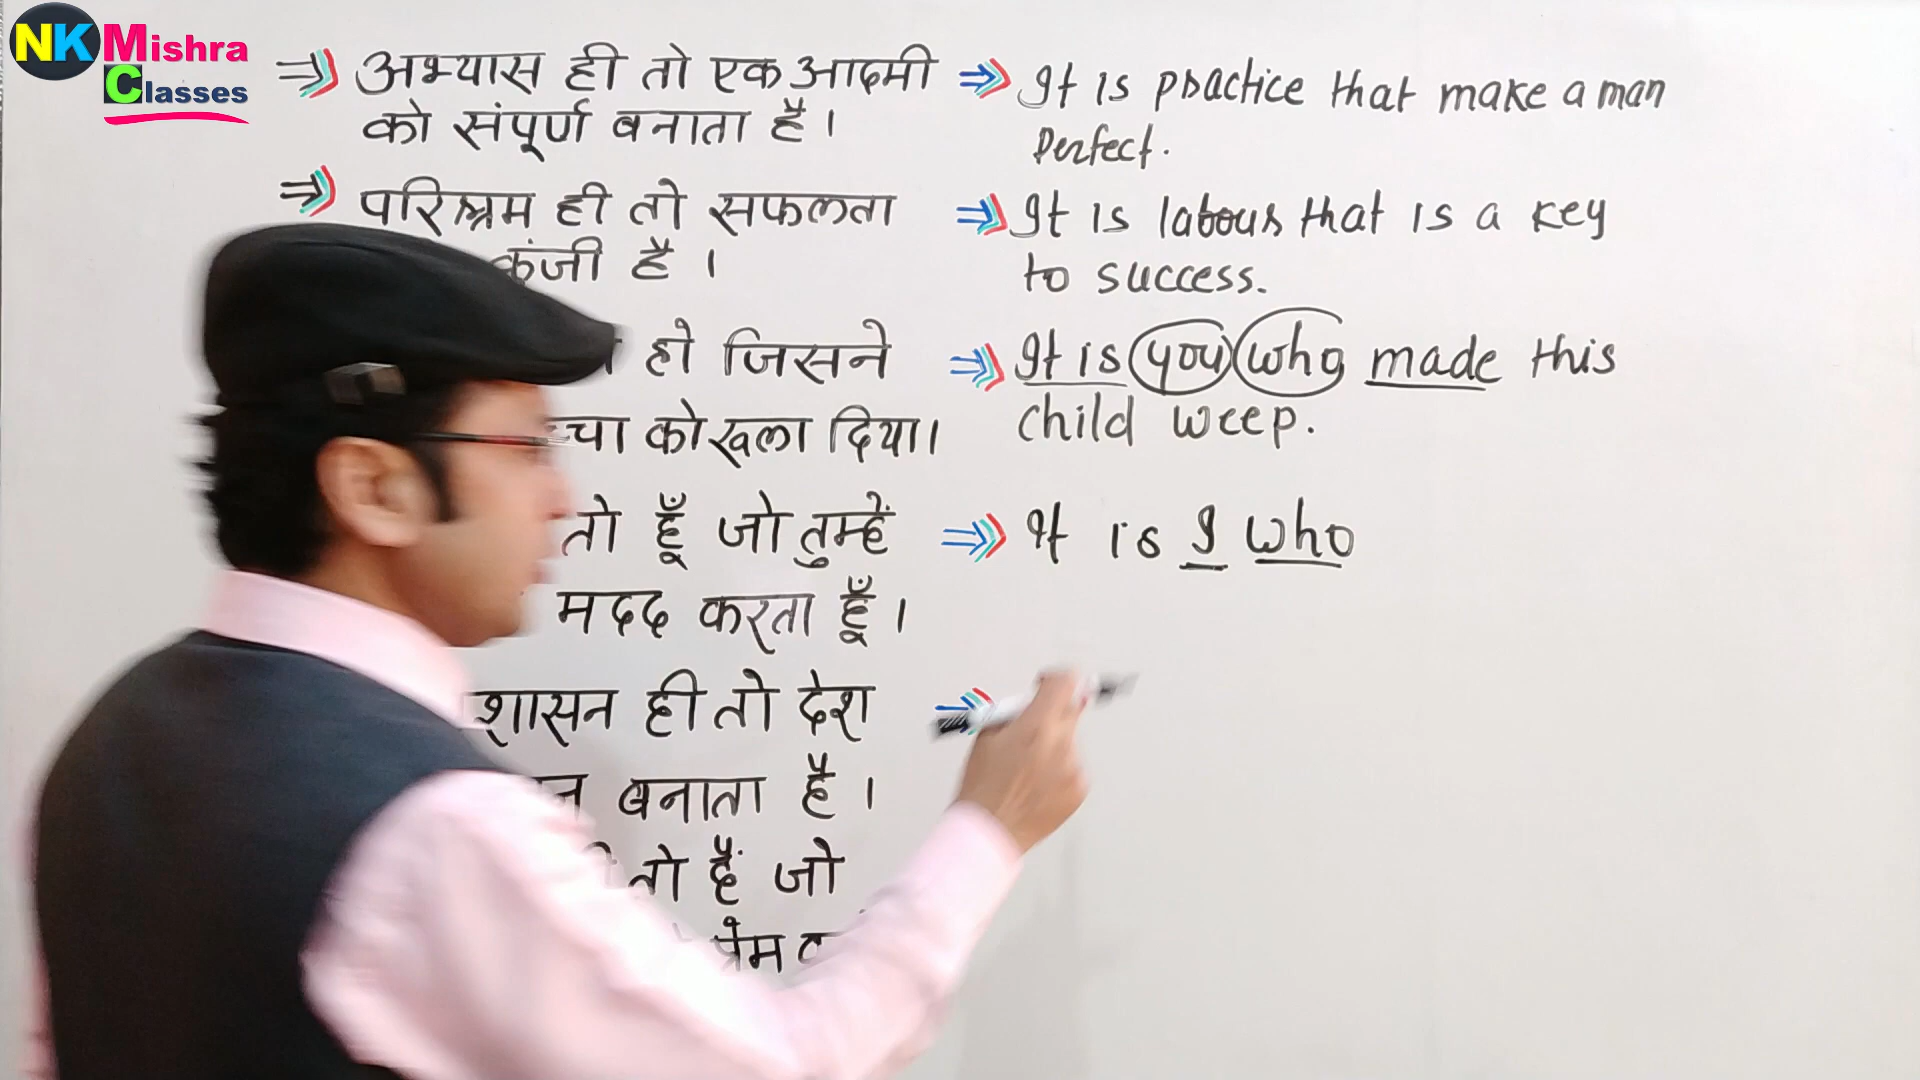 NK Mishra
Classes
अभ्यास ही तो एक आदमी
को संपूर्ण बनाता है।
It is practice that make a man
Perfect.
परिश्रम ही तो सफलता
कुंजी है ।
It is labour that is a key
to success.
हो जिसने
को रूला दिया।
It is you who made this
child weep.
तो हूँ जो तुम्हें
मदद करता हूँ।
It is I who
शासन ही तो देश
बनाता है ।
तो हैं जो
प्रेम